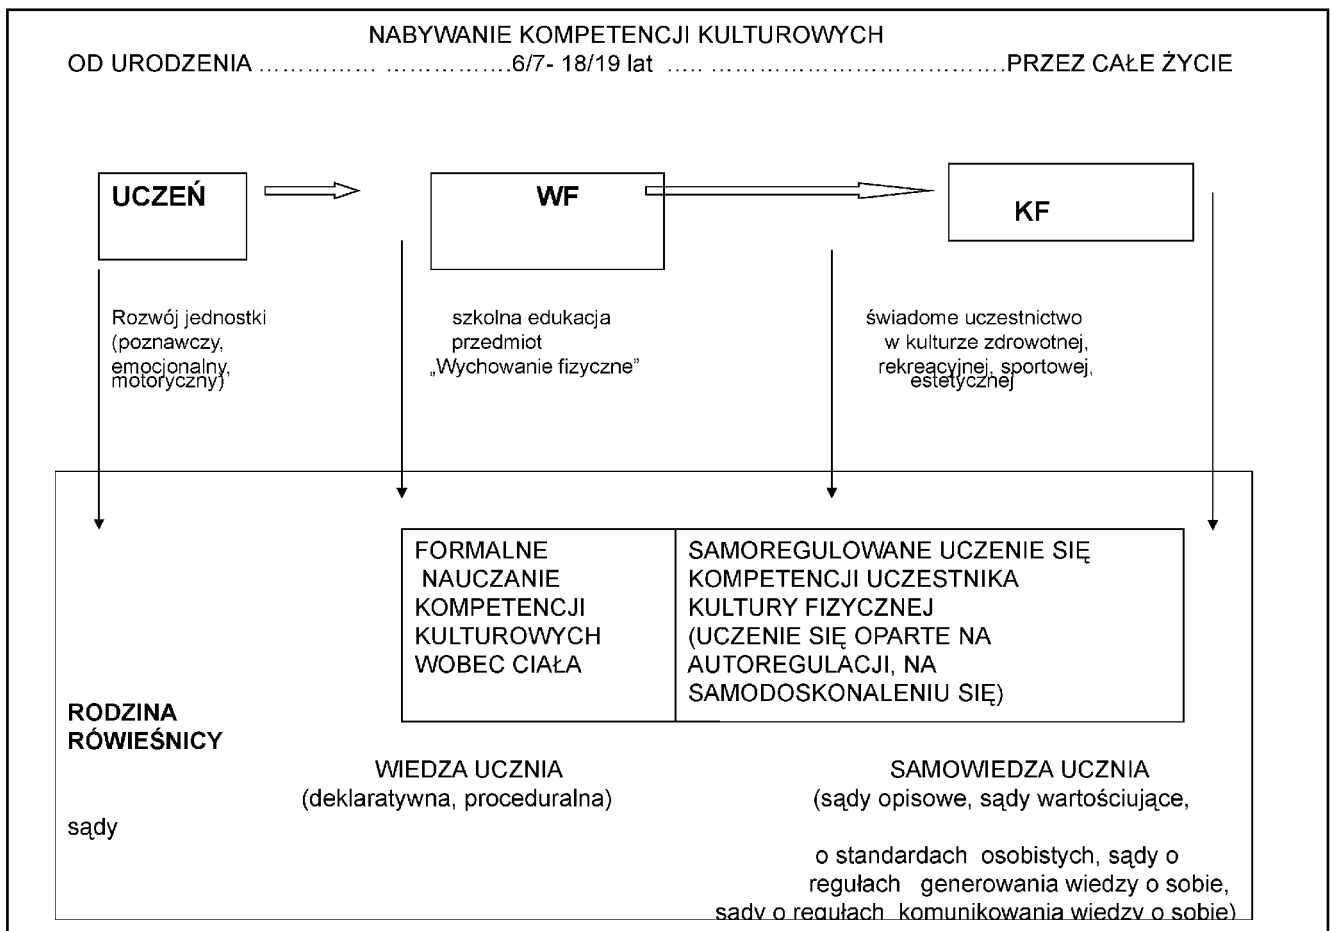 NABYWANIE KOMPETENCJI KULTUROWYCH
OD URODZENIA …………… …………….6/7- 18/19 lat ….. ………………………………….PRZEZ CAŁE ŻYCIE
UCZEŃ
WF
KF
Rozwój jednostki
(poznawczy,
emocjonalny,
motoryczny)
szkolna edukacja
przedmiot
„Wychowanie fizyczne”
świadome uczestnictwo
w kulturze zdrowotnej,
rekreacyjnej, sportowej,
estetycznej
FORMALNE
NAUCZANIE
KOMPETENCJI
KULTUROWYCH
WOBEC CIAŁA
SAMOREGULOWANE UCZENIE SIĘ
KOMPETENCJI UCZESTNIKA
KULTURY FIZYCZNEJ
(UCZENIE SIĘ OPARTE NA
AUTOREGULACJI, NA
SAMODOSKONALENIU SIĘ)
RODZINA
RÓWIEŚNICY
WIEDZA UCZNIA
(deklaratywna, proceduralna)
SAMOWIEDZA UCZNIA
(sądy opisowe, sądy wartościujące,
sądy
o standardach osobistych, sądy o
regułach generowania wiedzy o sobie,
sądy o regułach komunikowania wiedzy o sobie)